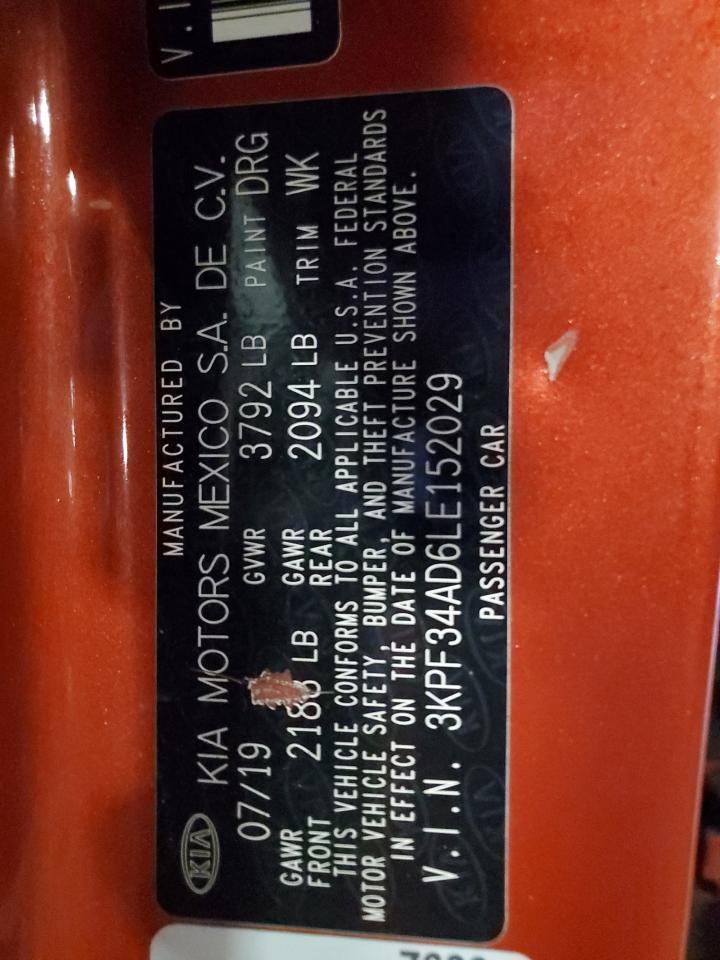 V.I
MANUFACTURED BY
KIA
KIA MOTORS MEXICO S.A. DE C.V.
07/19 GVWR 3792 LB PAINT DRG
GAWR FRONT 2188 LB GAWR REAR 2094 LB TRIM WK
THIS VEHICLE CONFORMS TO ALL APPLICABLE U.S.A. FEDERAL
MOTOR VEHICLE SAFETY, BUMPER, AND THEFT PREVENTION STANDARDS
IN EFFECT ON THE DATE OF MANUFACTURE SHOWN ABOVE.
V.I.N. 3KPF34AD6LE152029
PASSENGER CAR